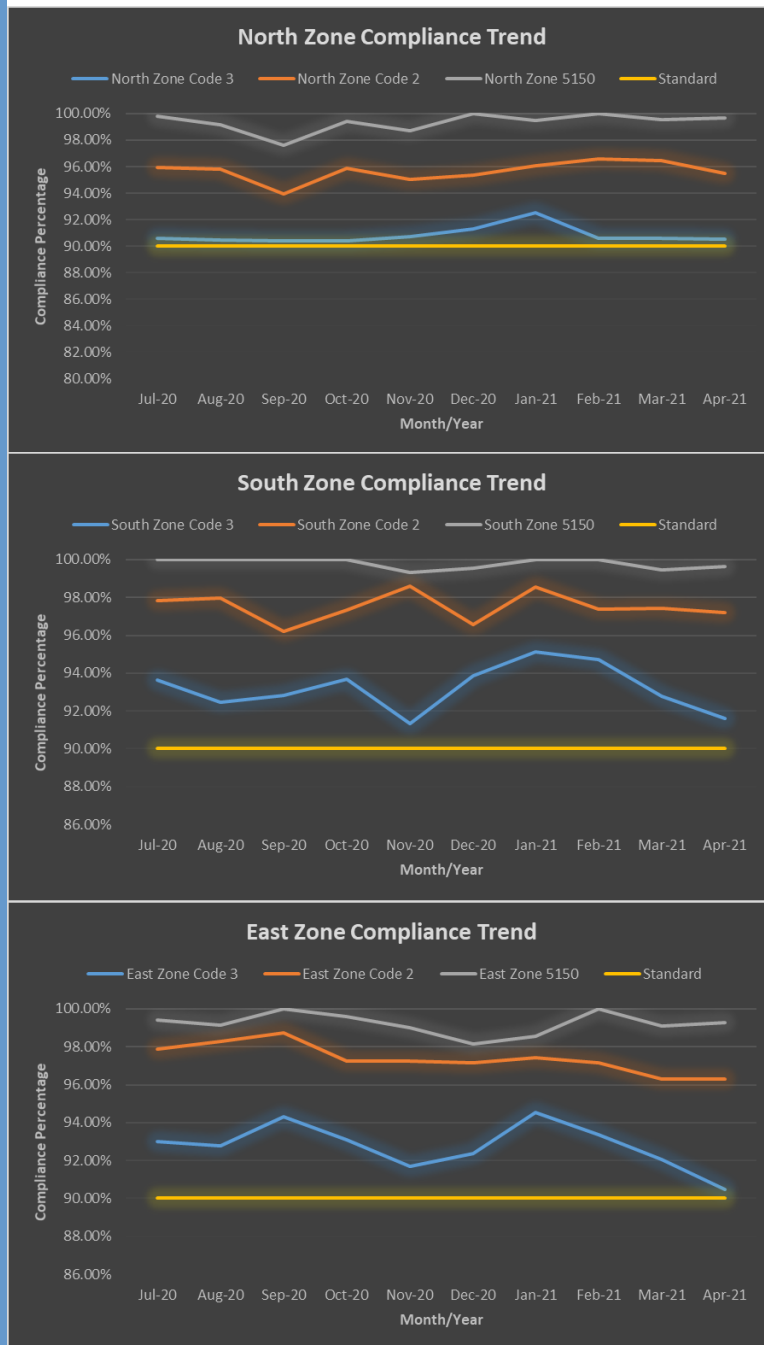 North Zone Compliance Trend
North Zone Code 3 North Zone Code 2 North Zone 5150 Standard
100.00%
98.00%
96.00%
94.00%
92.00%
90.00%
88.00%
86.00%
84.00%
82.00%
80.00%
Compliance Percentage
Jul-20 Aug-20 Sep-20 Oct-20 Nov-20 Dec-20 Jan-21 Feb-21 Mar-21 Apr-21
Month/Year
South Zone Compliance Trend
South Zone Code 3 South Zone Code 2 South Zone 5150 Standard
100.00%
98.00%
96.00%
94.00%
92.00%
90.00%
88.00%
86.00%
Compliance Percentage
Jul-20 Aug-20 Sep-20 Oct-20 Nov-20 Dec-20 Jan-21 Feb-21 Mar-21 Apr-21
Month/Year
East Zone Compliance Trend
East Zone Code 3 East Zone Code 2 East Zone 5150 Standard
100.00%
98.00%
96.00%
94.00%
92.00%
90.00%
88.00%
86.00%
Compliance Percentage
Jul-20 Aug-20 Sep-20 Oct-20 Nov-20 Dec-20 Jan-21 Feb-21 Mar-21 Apr-21
Month/Year